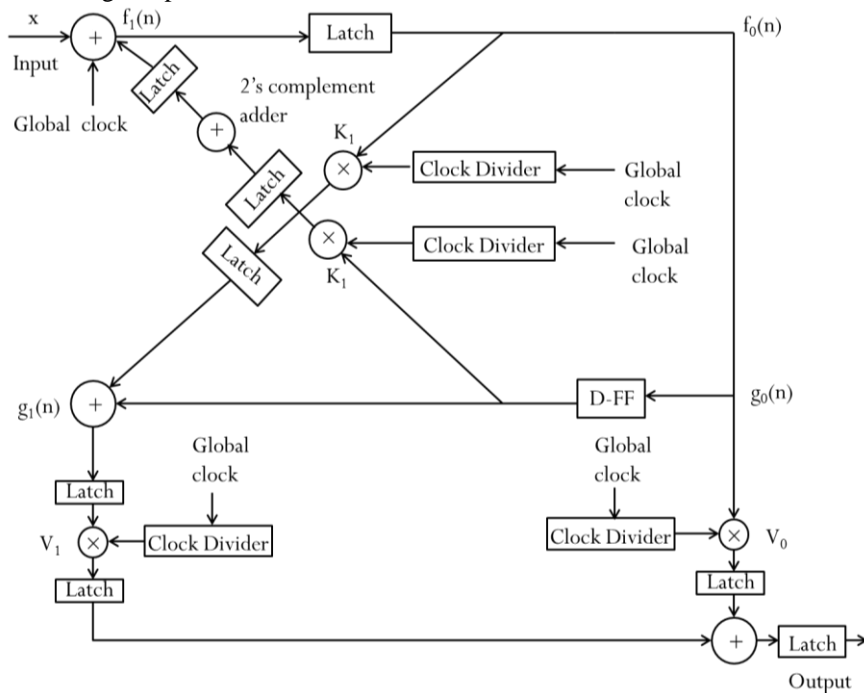 x
f₁(n)
Latch
f₀(n)
+
Input
Latch
Global clock
2's complement
adder
+
K₁
×
Clock Divider
Global
clock
Latch
×
Clock Divider
Global
clock
K₁
Latch
g₁(n)
+
D-FF
g₀(n)
Global
clock
Global
clock
Latch
V₁
×
Clock Divider
Clock Divider
×
V₀
Latch
Latch
+
Latch
Output